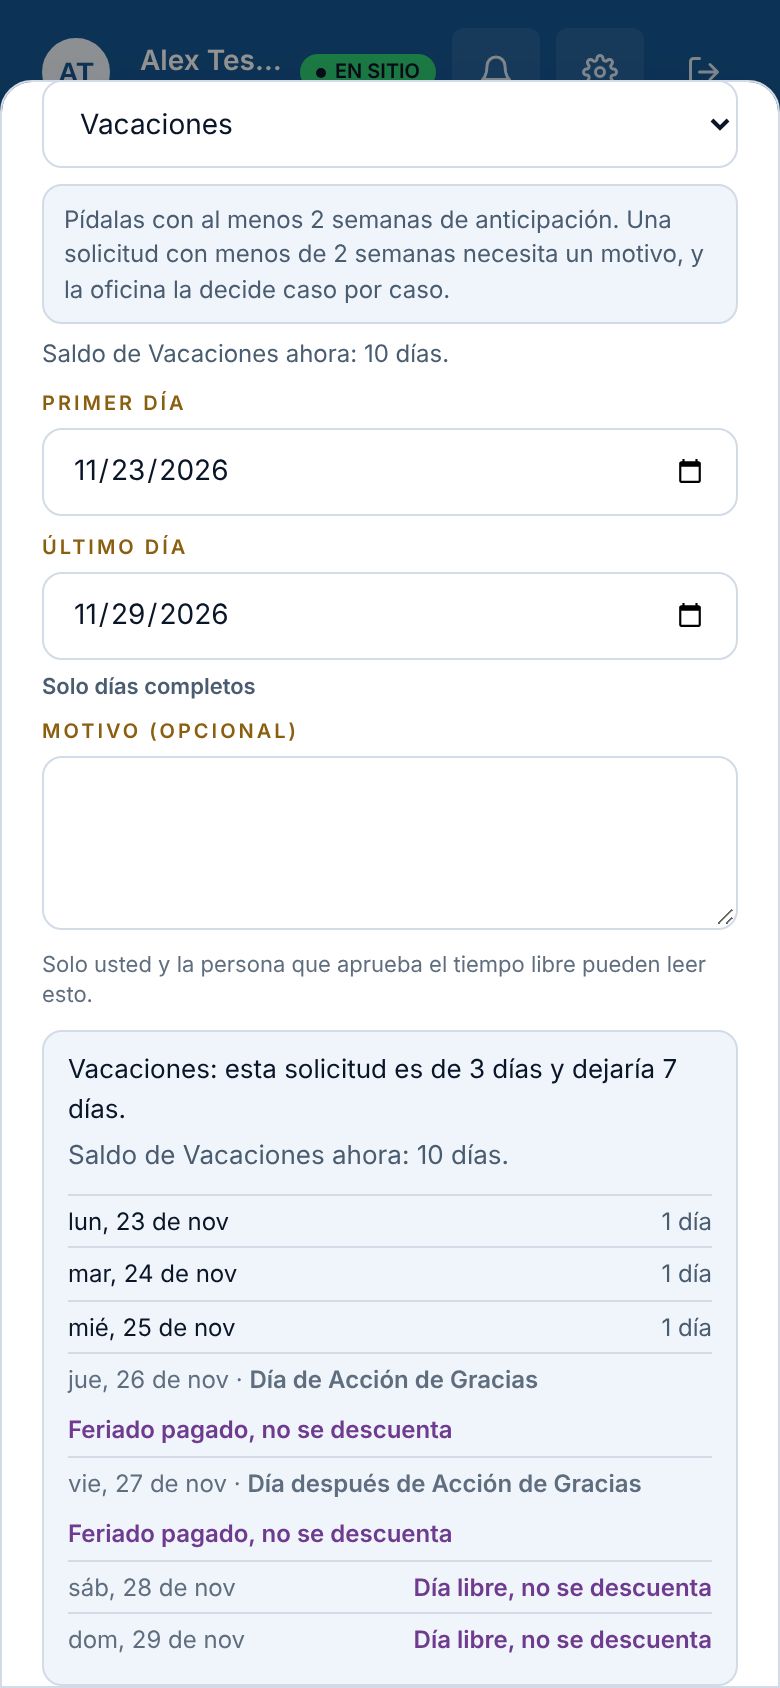 AT
Alex Tes...
EN SITIO
Vacaciones
Pídalas con al menos 2 semanas de anticipación. Una
solicitud con menos de 2 semanas necesita un motivo, y
la oficina la decide caso por caso.
Saldo de Vacaciones ahora: 10 días.
PRIMER DÍA
11/23/2026
ÚLTIMO DÍA
11/29/2026
Solo días completos
MOTIVO (OPCIONAL)
Solo usted y la persona que aprueba el tiempo libre pueden leer
esto.
Vacaciones: esta solicitud es de 3 días y dejaría 7
días.
Saldo de Vacaciones ahora: 10 días.
lun, 23 de nov 1 día
mar, 24 de nov 1 día
mié, 25 de nov 1 día
jue, 26 de nov · Día de Acción de Gracias
Feriado pagado, no se descuenta
vie, 27 de nov · Día después de Acción de Gracias
Feriado pagado, no se descuenta
sáb, 28 de nov Día libre, no se descuenta
dom, 29 de nov Día libre, no se descuenta